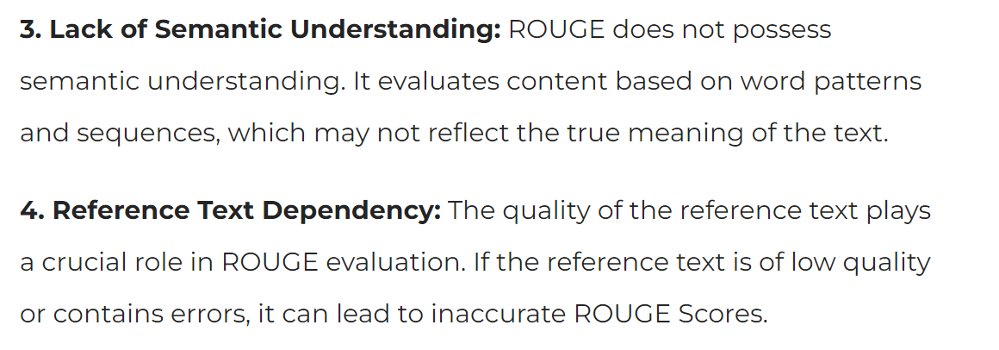 3. Lack of Semantic Understanding: ROUGE does not possess
semantic understanding. It evaluates content based on word patterns
and sequences, which may not reflect the true meaning of the text.
4. Reference Text Dependency: The quality of the reference text plays
a crucial role in ROUGE evaluation. If the reference text is of low quality
or contains errors, it can lead to inaccurate ROUGE Scores.